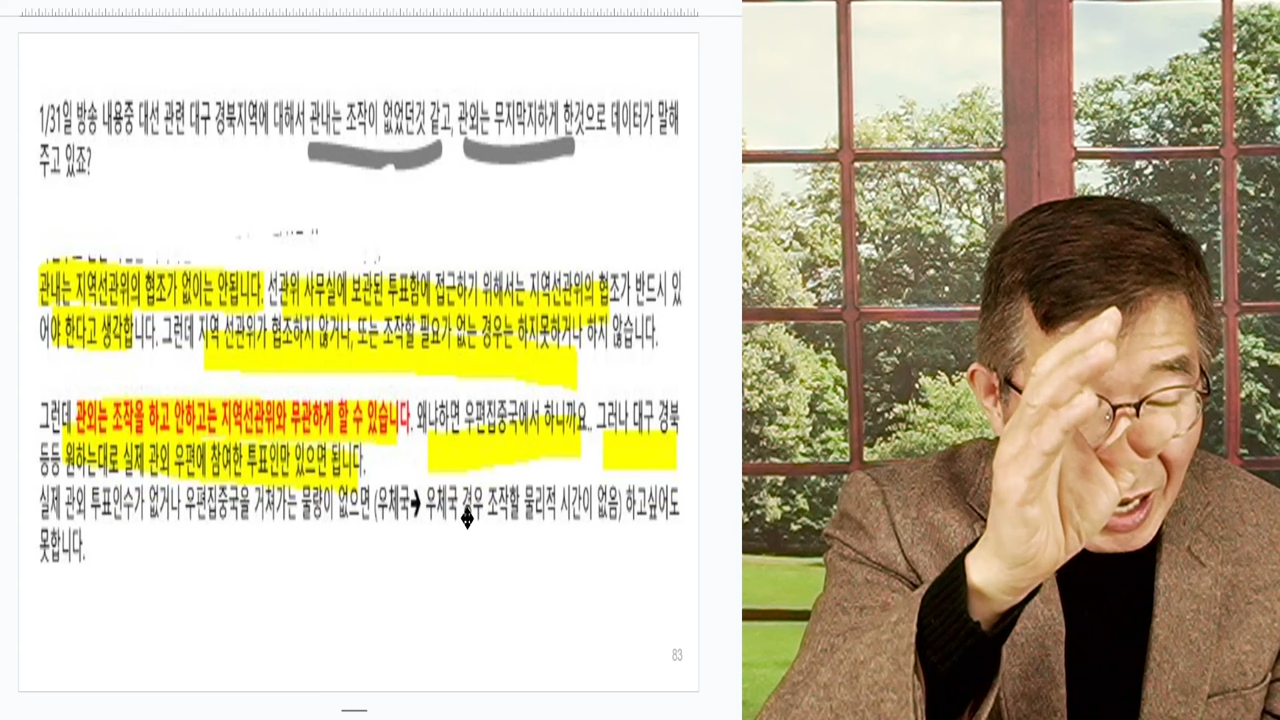 1/31일 방송 내용중 대선 관련 대구 경북지역에 대해서 관내는 조작이 없었던것 같고, 관외는 무지막지하게 한것으로 데이터가 말해
주고 있죠?
관내는 지역선관위의 협조가 없이는 안됩니다. 선관위 사무실에 보관된 투표함에 접근하기 위해서는 지역선관위의 협조가 반드시 있
어야 한다고 생각합니다. 그런데 지역 선관위가 협조하지 않거나, 또는 조작할 필요가 없는 경우는 하지못하거나 하지 않습니다.
그런데 관외는 조작을 하고 안하고는 지역선관위와 무관하게 할 수 있습니다. 왜냐하면 우편집중국에서 하니까요.. 그러나 대구 경북
등등 원하는대로 실제 관외 우편에 참여한 투표인만 있으면 됩니다.
실제 관외 투표인수가 없거나 우편집중국을 거쳐가는 물량이 없으면 (우체국→ 우체국 경우 조작할 물리적 시간이 없음) 하고싶어도
못합니다.
83